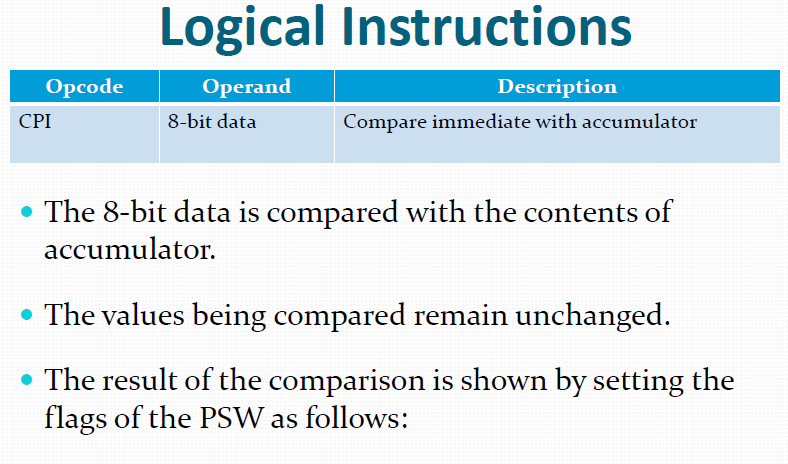 Logical Instructions
Opcode Operand Description
CPI 8-bit data Compare immediate with accumulator
• The 8-bit data is compared with the contents of
accumulator.
• The values being compared remain unchanged.
• The result of the comparison is shown by setting the
flags of the PSW as follows: